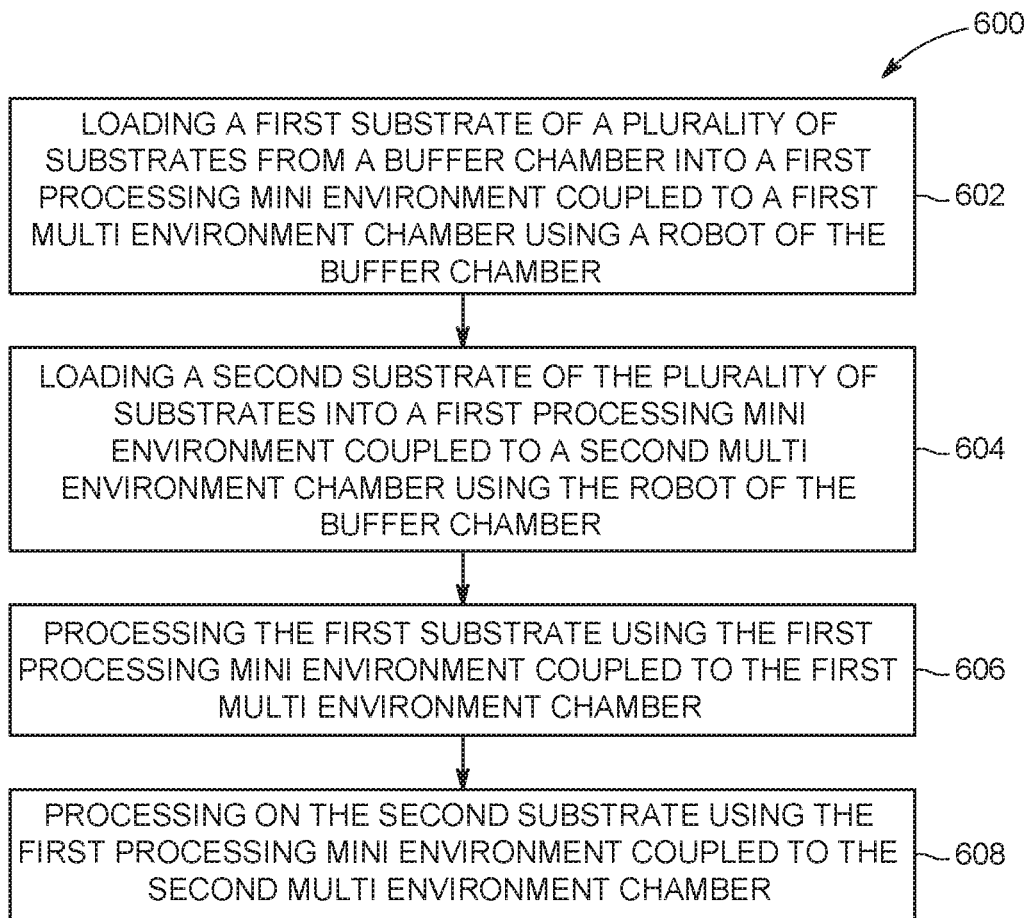 600
LOADING A FIRST SUBSTRATE OF A PLURALITY OF
SUBSTRATES FROM A BUFFER CHAMBER INTO A FIRST
PROCESSING MINI ENVIRONMENT COUPLED TO A FIRST
MULTI ENVIRONMENT CHAMBER USING A ROBOT OF THE
BUFFER CHAMBER
602
LOADING A SECOND SUBSTRATE OF THE PLURALITY OF
SUBSTRATES INTO A FIRST PROCESSING MINI
ENVIRONMENT COUPLED TO A SECOND MULTI
ENVIRONMENT CHAMBER USING THE ROBOT OF THE
BUFFER CHAMBER
604
PROCESSING THE FIRST SUBSTRATE USING THE FIRST
PROCESSING MINI ENVIRONMENT COUPLED TO THE FIRST
MULTI ENVIRONMENT CHAMBER
606
PROCESSING ON THE SECOND SUBSTRATE USING THE
FIRST PROCESSING MINI ENVIRONMENT COUPLED TO THE
SECOND MULTI ENVIRONMENT CHAMBER
608